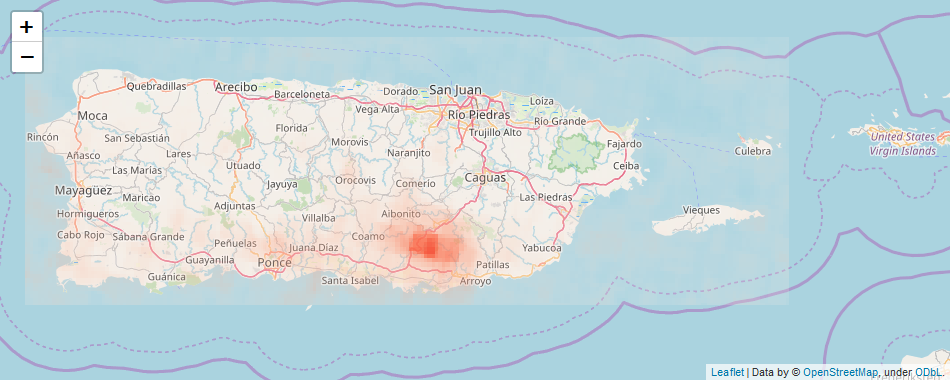 +
−
Quebradillas
Arecibo
Barceloneta
Dorado
San Juan
Loíza
Moca
Vega Alta
Río Piedras
Río Grande
Rincón
San Sebastián
Florida
Morovis
Trujillo Alto
Fajardo
United States
Virgin Islands
Añasco
Lares
Naranjito
Culebra
Las Marías
Utuado
Ceiba
Mayagüez
Maricao
Jayuya
Orocovis
Comerío
Caguas
Las Piedras
Hormigueros
Adjuntas
Villalba
Aibonito
Vieques
Cabo Rojo
Sábana Grande
Peñuelas
Juana Díaz
Coamo
Yabucoa
Guayanilla
Ponce
Patillas
Guánica
Santa Isabel
Arroyo
Leaflet | Data by © OpenStreetMap, under ODbL.